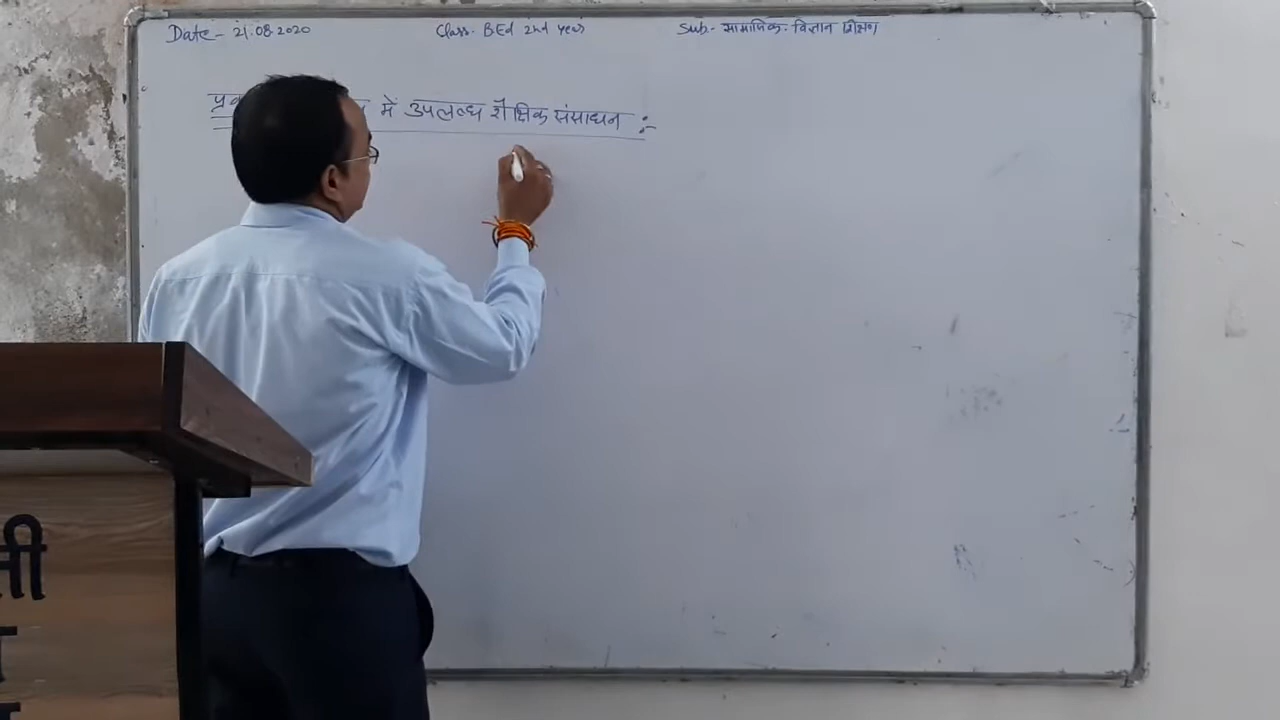 Date- 21.08.2020 Class- BEd 2nd year Sub:- सामाजिक विज्ञान शिक्षण
में उपलब्ध शैक्षिक संसाधन :-